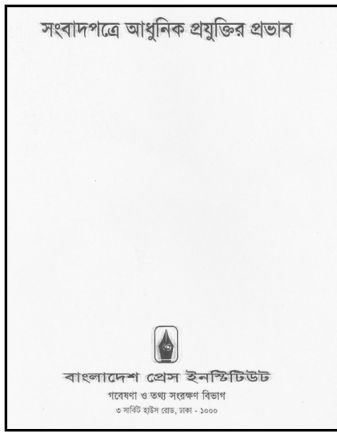 সংবাদপত্রে আধুনিক প্রযুক্তির প্রভাব
বাংলাদেশ প্রেস ইনস্টিটিউট
গবেষণা ও তথ্য সংরক্ষণ বিভাগ
৩ সার্কিট হাউস রোড, ঢাকা - ১০০০